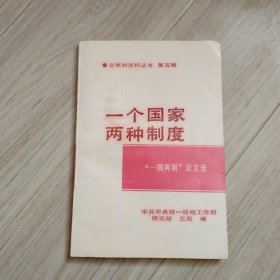 ●统战知识丛书 第五辑
一个国家
两种制度
“一国两制”论文选
中共中央统一战线工作部
研究所 三局 编